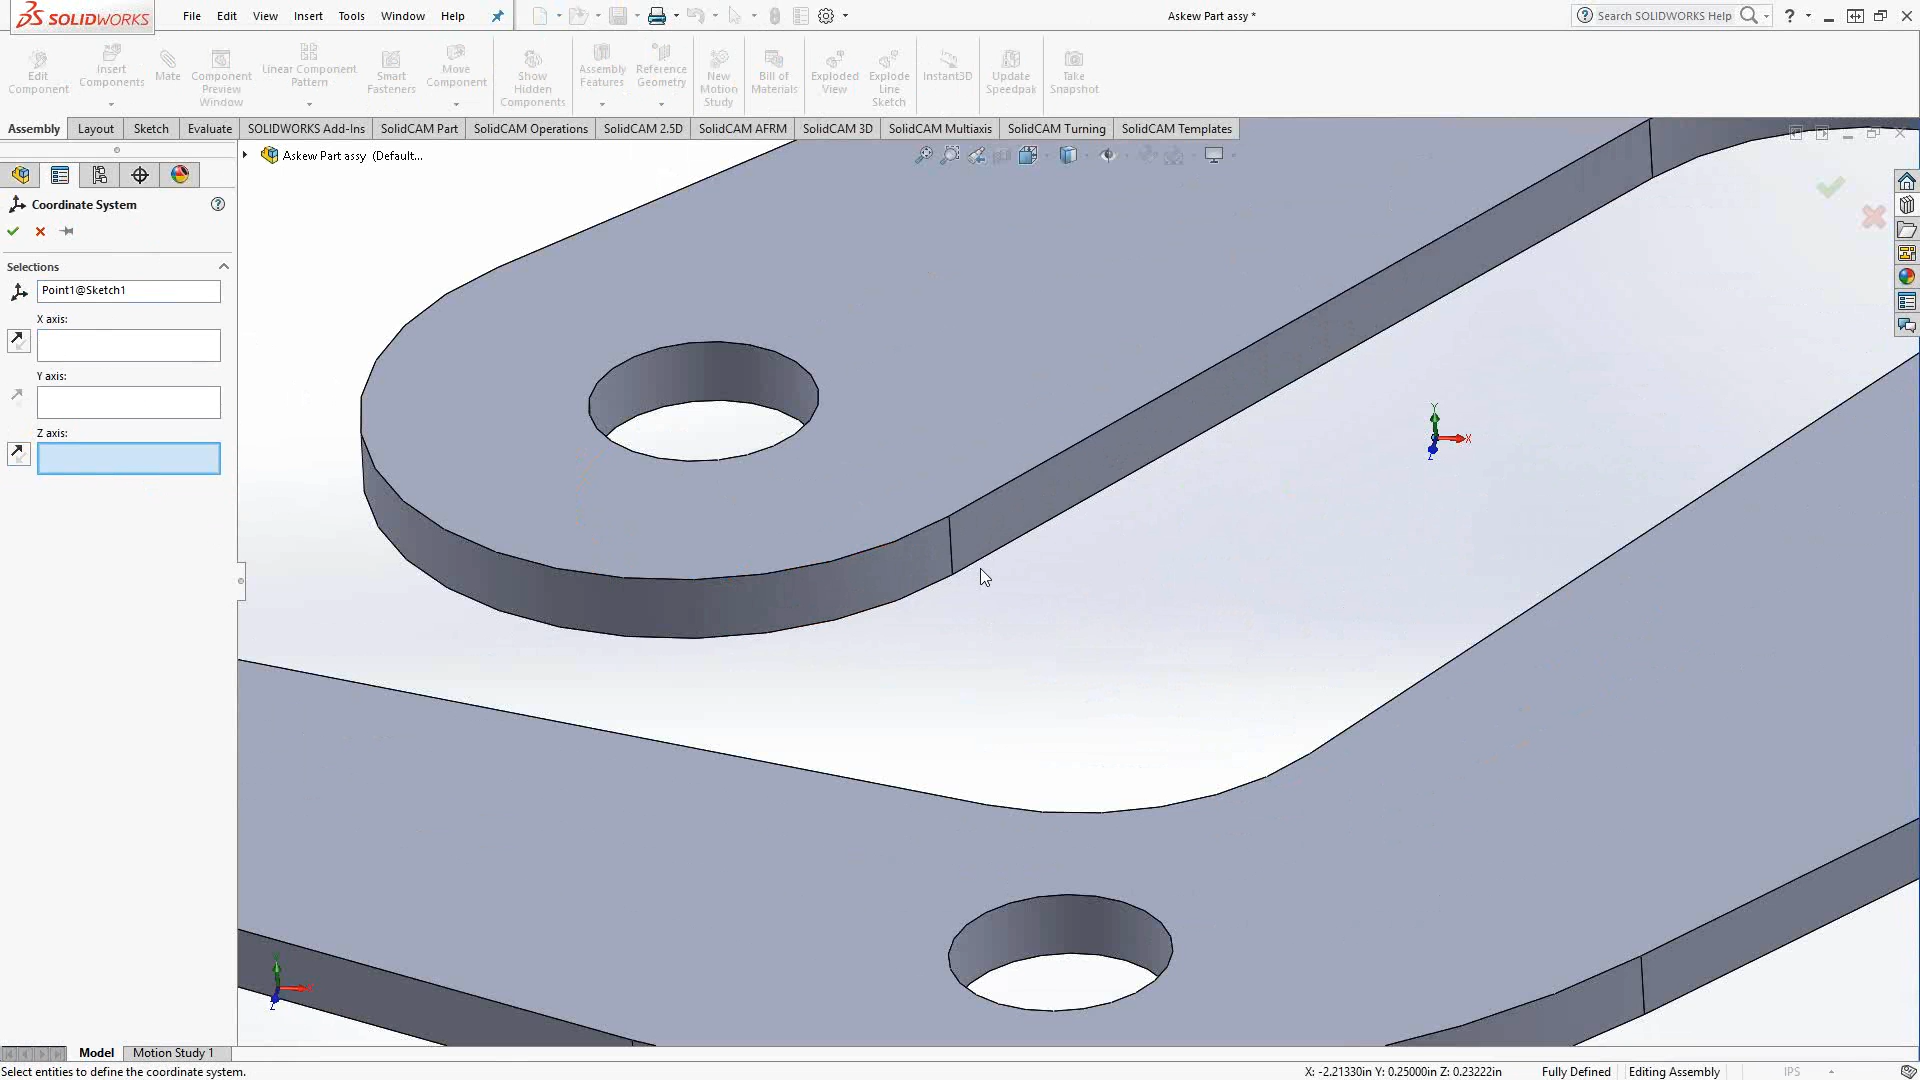 SOLIDWORKS File Edit View Insert Tools Window Help Askew Part assy * Search SOLIDWORKS Help
Edit Component
Insert Components
Mate
Component Preview Window
Linear Component Pattern
Smart Fasteners
Move Component
Show Hidden Components
Assembly Features
Reference Geometry
New Motion Study
Bill of Materials
Exploded View
Explode Line Sketch
Instant3D
Update Speedpak
Take Snapshot
Assembly Layout Sketch Evaluate SOLIDWORKS Add-Ins SolidCAM Part SolidCAM Operations SolidCAM 2.5D SolidCAM AFRM SolidCAM 3D SolidCAM Multiaxis SolidCAM Turning SolidCAM Templates
Askew Part assy (Default...
Coordinate System
Selections
Point1@Sketch1
X axis:
Y axis:
Z axis:
Y
X
Z
Y
X
Z
Model Motion Study 1
Select entities to define the coordinate system. X: -2.21330in Y: 0.25000in Z: 0.23222in Fully Defined Editing Assembly IPS